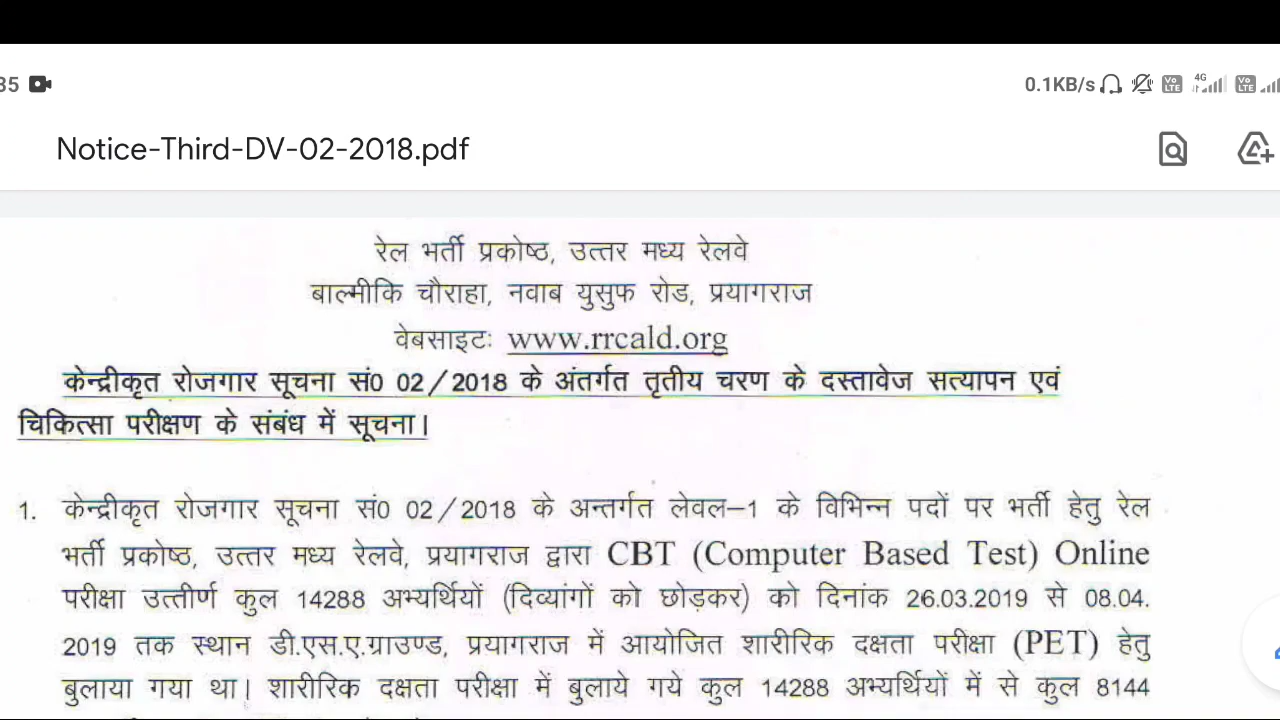 35
0.1KB/s 4G Vo LTE Vo LTE
Notice-Third-DV-02-2018.pdf
रेल भर्ती प्रकोष्ठ, उत्तर मध्य रेलवे
बाल्मीकि चौराहा, नवाब युसुफ रोड, प्रयागराज
वेबसाइटः www.rrcald.org
केन्द्रीकृत रोजगार सूचना सं0 02/2018 के अंतर्गत तृतीय चरण के दस्तावेज सत्यापन एवं
चिकित्सा परीक्षण के संबंध में सूचना।
1. केन्द्रीकृत रोजगार सूचना सं0 02/2018 के अन्तर्गत लेवल-1 के विभिन्न पदों पर भर्ती हेतु रेल
भर्ती प्रकोष्ठ, उत्तर मध्य रेलवे, प्रयागराज द्वारा CBT (Computer Based Test) Online
परीक्षा उत्तीर्ण कुल 14288 अभ्यर्थियों (दिव्यांगों को छोड़कर) को दिनांक 26.03.2019 से 08.04.
2019 तक स्थान डी.एस.ए.ग्राउण्ड, प्रयागराज में आयोजित शारीरिक दक्षता परीक्षा (PET) हेतु
बुलाया गया था। शारीरिक दक्षता परीक्षा में बुलाये गये कुल 14288 अभ्यर्थियों में से कुल 8144